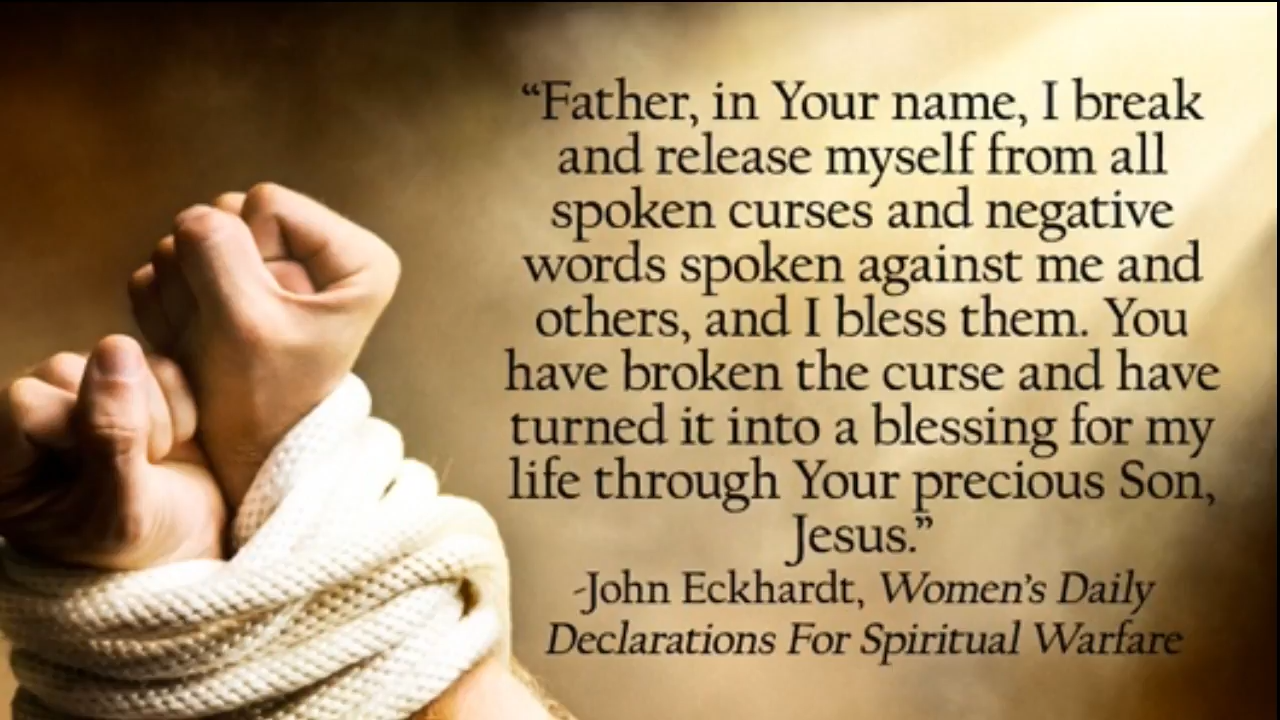 “Father, in Your name, I break
and release myself from all
spoken curses and negative
words spoken against me and
others, and I bless them. You
have broken the curse and have
turned it into a blessing for my
life through Your precious Son,
Jesus.”
-John Eckhardt, Women’s Daily
Declarations For Spiritual Warfare